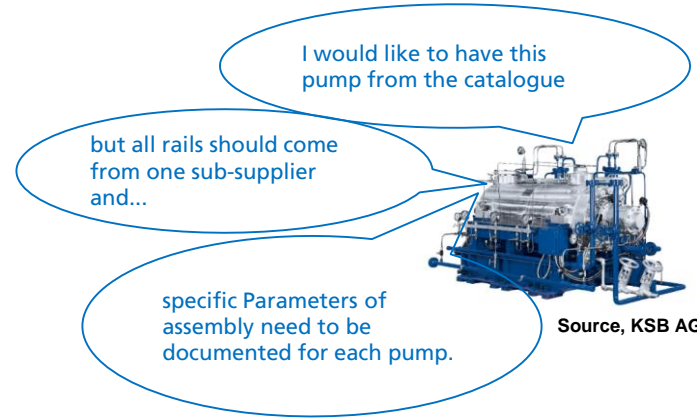 I would like to have this
pump from the catalogue
but all rails should come
from one sub-supplier
and...
specific Parameters of
assembly need to be
documented for each pump.
Source, KSB AG